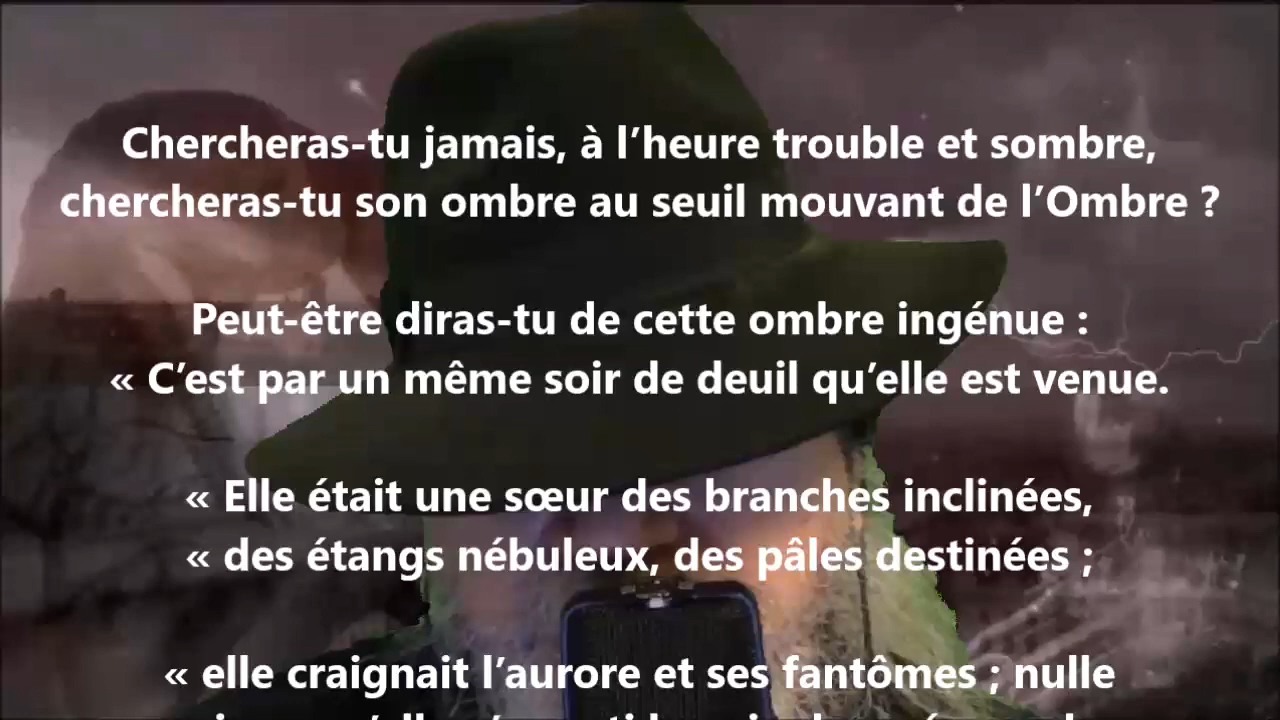 Chercheras-tu jamais, à l’heure trouble et sombre,
chercheras-tu son ombre au seuil mouvant de l’Ombre ?
Peut-être diras-tu de cette ombre ingénue :
« C’est par un même soir de deuil qu’elle est venue.
« Elle était une sœur des branches inclinées,
« des étangs nébuleux, des pâles destinées ;
« elle craignait l’aurore et ses fantômes ; nulle